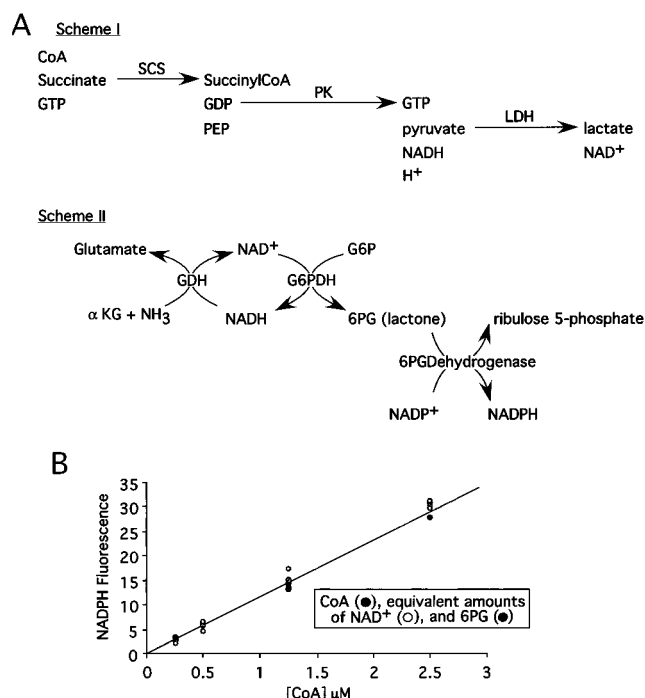 A
Scheme I
CoA
Succinate
GTP
SCS
SuccinylCoA
GDP
PEP
PK
GTP
pyruvate
NADH
H+
LDH
lactate
NAD+
Scheme II
Glutamate
NAD+
G6P
GDH
G6PDH
α KG + NH3
NADH
6PG (lactone)
ribulose 5-phosphate
6PGDehydrogenase
NADP+
NADPH
B
NADPH Fluorescence
35
30
25
20
15
10
5
0
CoA (●), equivalent amounts
of NAD+ (○), and 6PG (●)
0 0.5 1 1.5 2 2.5 3
[CoA] μM